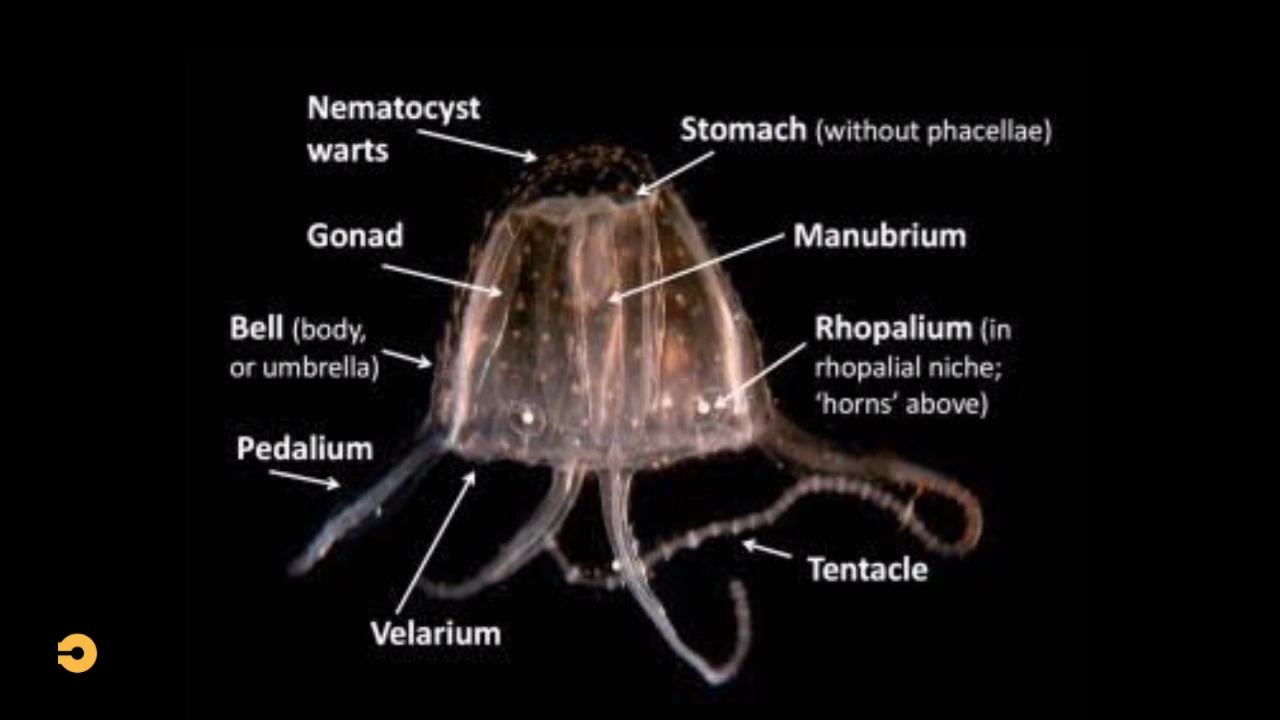 Nematocyst
warts
Stomach (without phacellae)
Gonad
Manubrium
Bell (body,
or umbrella)
Rhopalium (in
rhopalial niche;
‘horns’ above)
Pedalium
Tentacle
Velarium